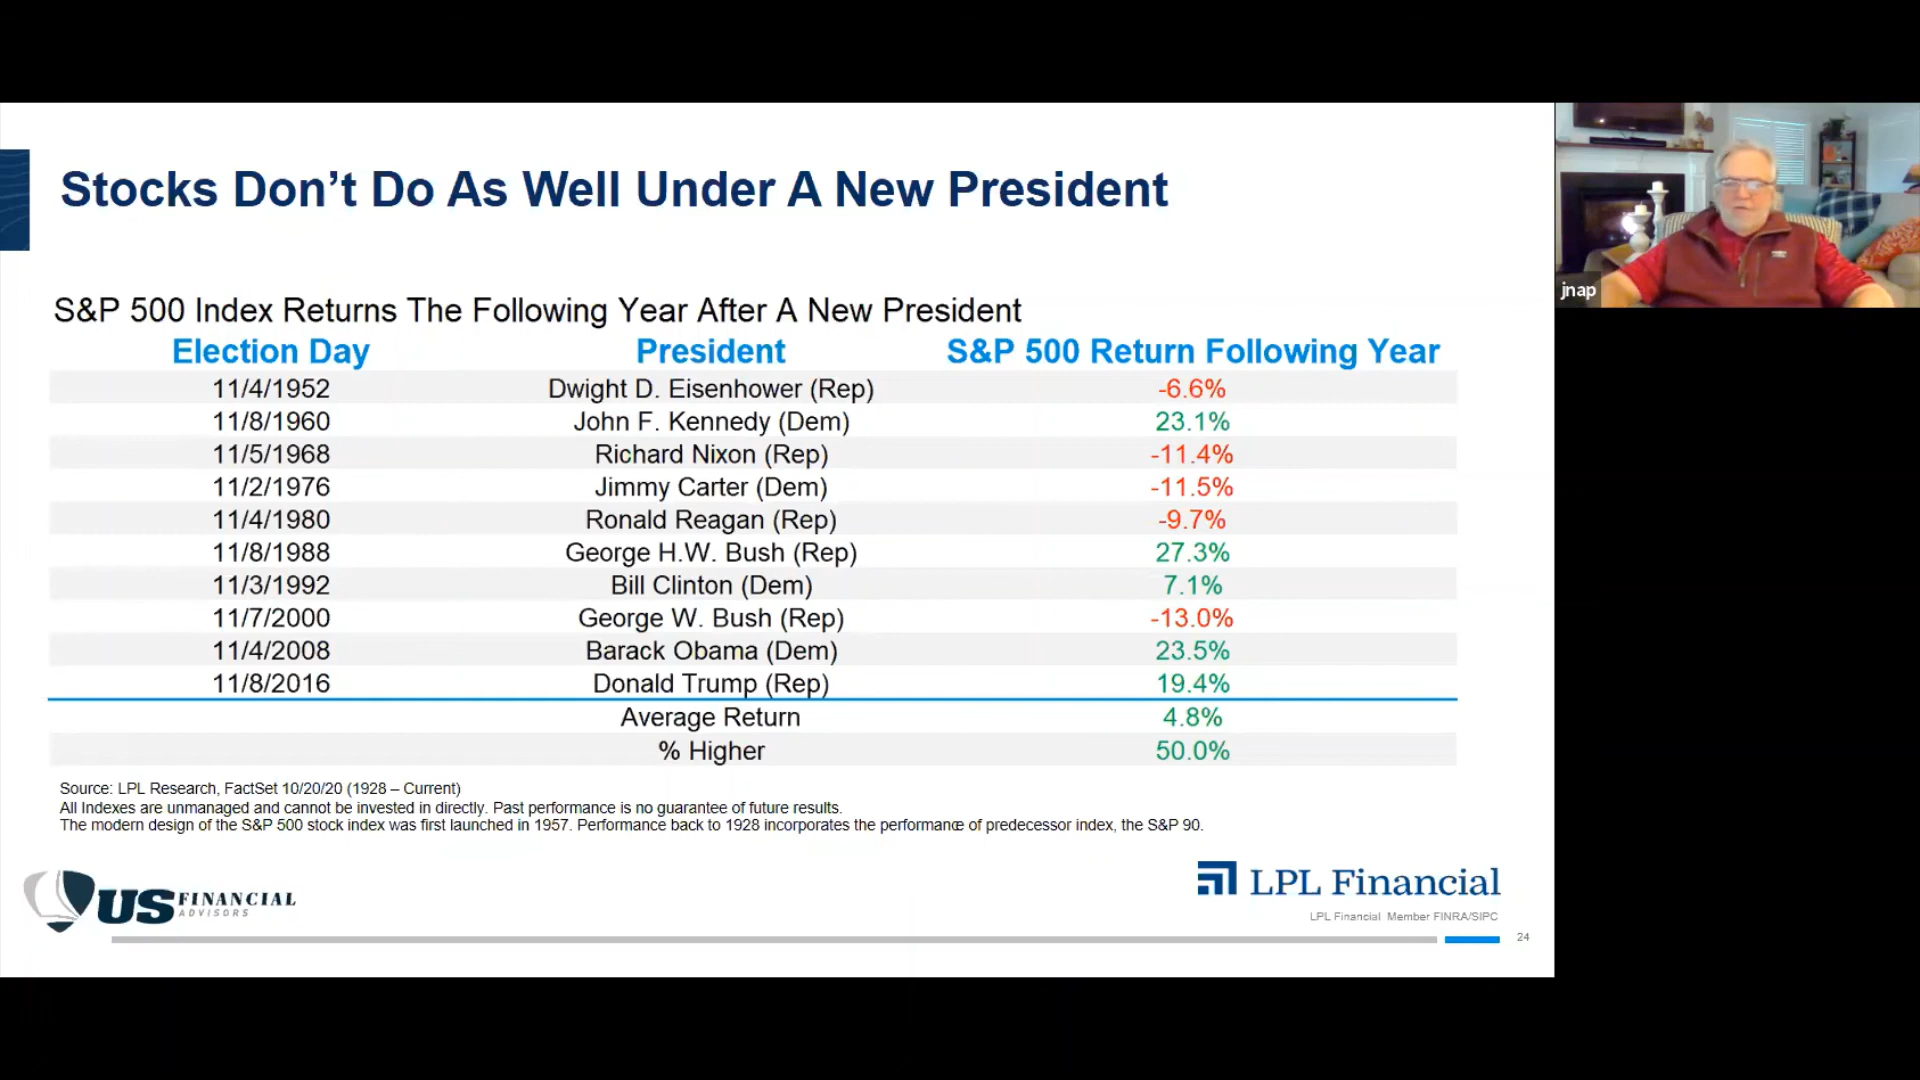 Stocks Don’t Do As Well Under A New President
S&P 500 Index Returns The Following Year After A New President
Election Day President S&P 500 Return Following Year
11/4/1952 Dwight D. Eisenhower (Rep) -6.6%
11/8/1960 John F. Kennedy (Dem) 23.1%
11/5/1968 Richard Nixon (Rep) -11.4%
11/2/1976 Jimmy Carter (Dem) -11.5%
11/4/1980 Ronald Reagan (Rep) -9.7%
11/8/1988 George H.W. Bush (Rep) 27.3%
11/3/1992 Bill Clinton (Dem) 7.1%
11/7/2000 George W. Bush (Rep) -13.0%
11/4/2008 Barack Obama (Dem) 23.5%
11/8/2016 Donald Trump (Rep) 19.4%
Average Return 4.8%
% Higher 50.0%
Source: LPL Research, FactSet 10/20/20 (1928 – Current)
All Indexes are unmanaged and cannot be invested in directly. Past performance is no guarantee of future results.
The modern design of the S&P 500 stock index was first launched in 1957. Performance back to 1928 incorporates the performance of predecessor index, the S&P 90.
US FINANCIAL
ADVISORS
LPL Financial
LPL Financial Member FINRA/SIPC
24
jnap